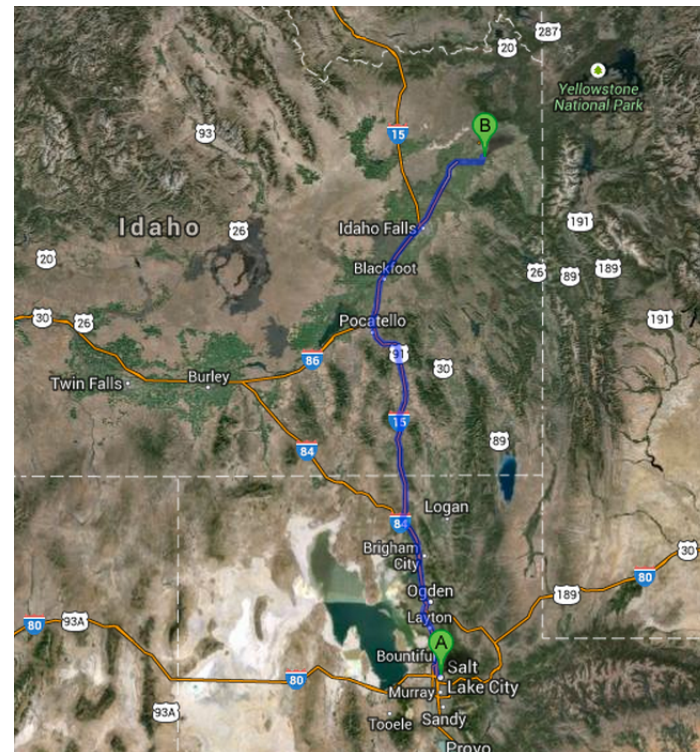 287
20
Yellowstone
National Park
15
93
B
Idaho
26
Idaho Falls
191
20
Blackfoot
26
89
189
30
26
Pocatello
191
91
86
30
Twin Falls
Burley
15
89
84
Logan
84
Brigham
City
30
80
Ogden
189
93A
80
Layton
A
Bountiful
Salt
Lake City
80
Murray
93A
Sandy
Tooele
Provo